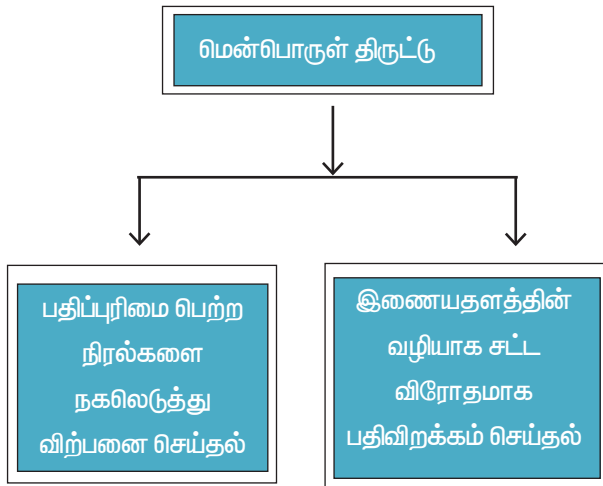 மென்பொருள் திருட்டு
பதிப்புரிமை பெற்ற
நிரல்களை
நகலெடுத்து
விற்பனை செய்தல்
இணையதளத்தின்
வழியாக சட்ட
விரோதமாக
பதிவிறக்கம் செய்தல்